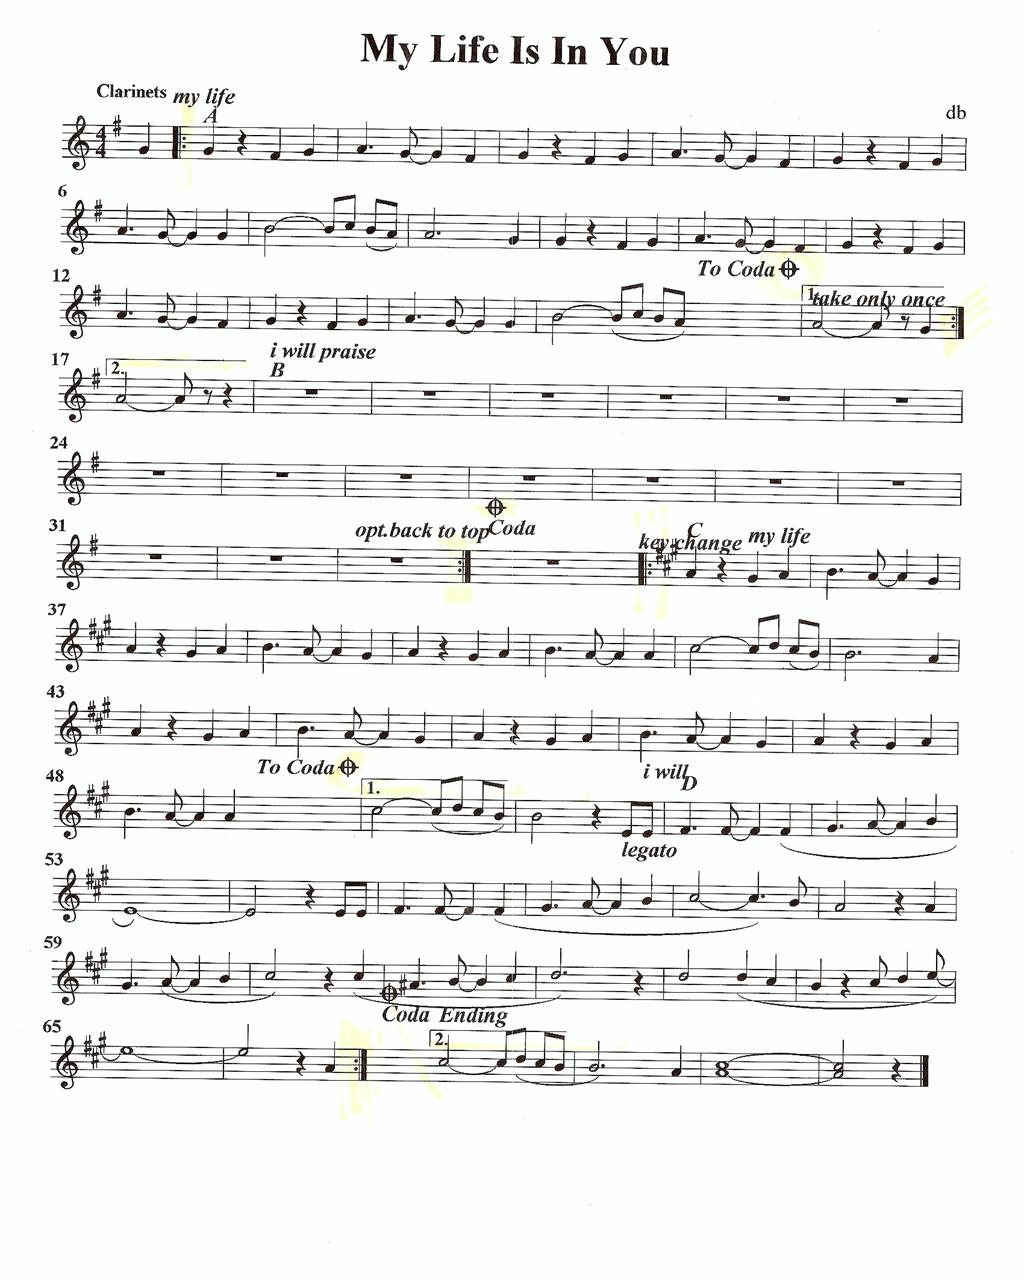 My Life Is In You
Clarinets my life
A
db
6
To Coda
12
1. take only once
i will praise
17
2.
B
24
31
opt.back to top
Coda
key change
C
my life
37
43
To Coda
i will
D
48
1.
legato
53
59
Coda Ending
65
2.